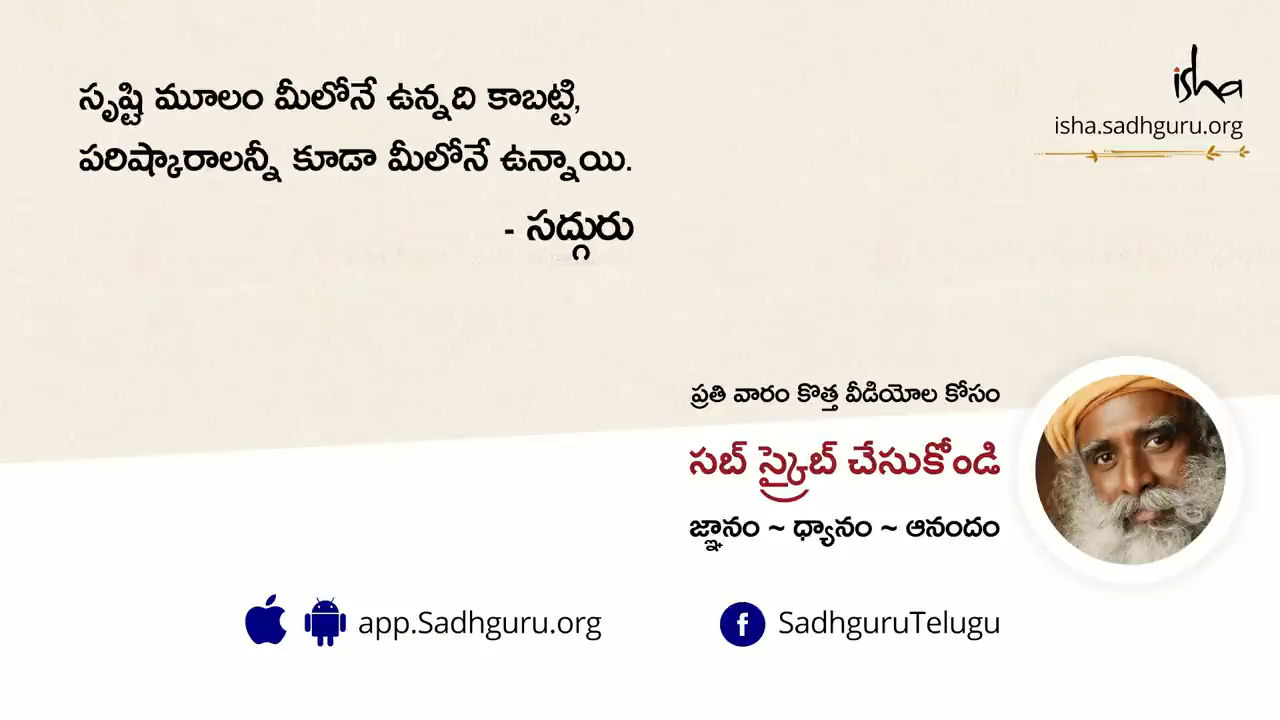 సృష్టి మూలం మీలోనే ఉన్నది కాబట్టి,
పరిష్కారాలన్నీ కూడా మీలోనే ఉన్నాయి.
- సద్గురు
isha
isha.sadhguru.org
ప్రతి వారం కొత్త వీడియోల కోసం
సబ్ స్క్రైబ్ చేసుకోండి
జ్ఞానం ~ ధ్యానం ~ ఆనందం
app.Sadhguru.org
f SadhguruTelugu